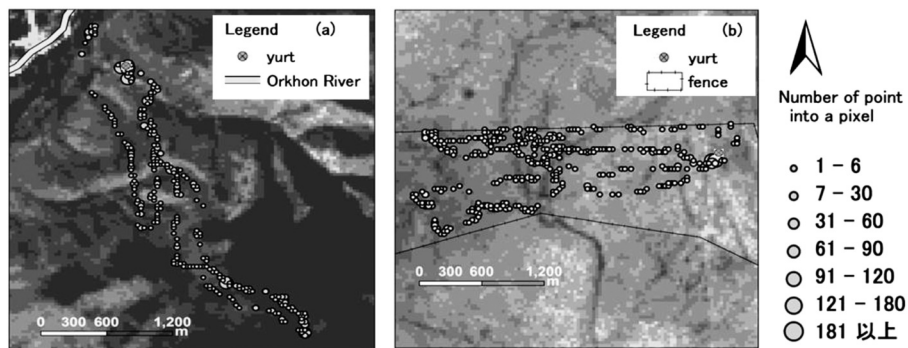 Legend (a)
yurt
Orkhon River
0 300 600 1,200
m
Legend (b)
yurt
fence
0 300 600 1,200
m
Number of point
into a pixel
1 - 6
7 - 30
31 - 60
61 - 90
91 - 120
121 - 180
181 以上